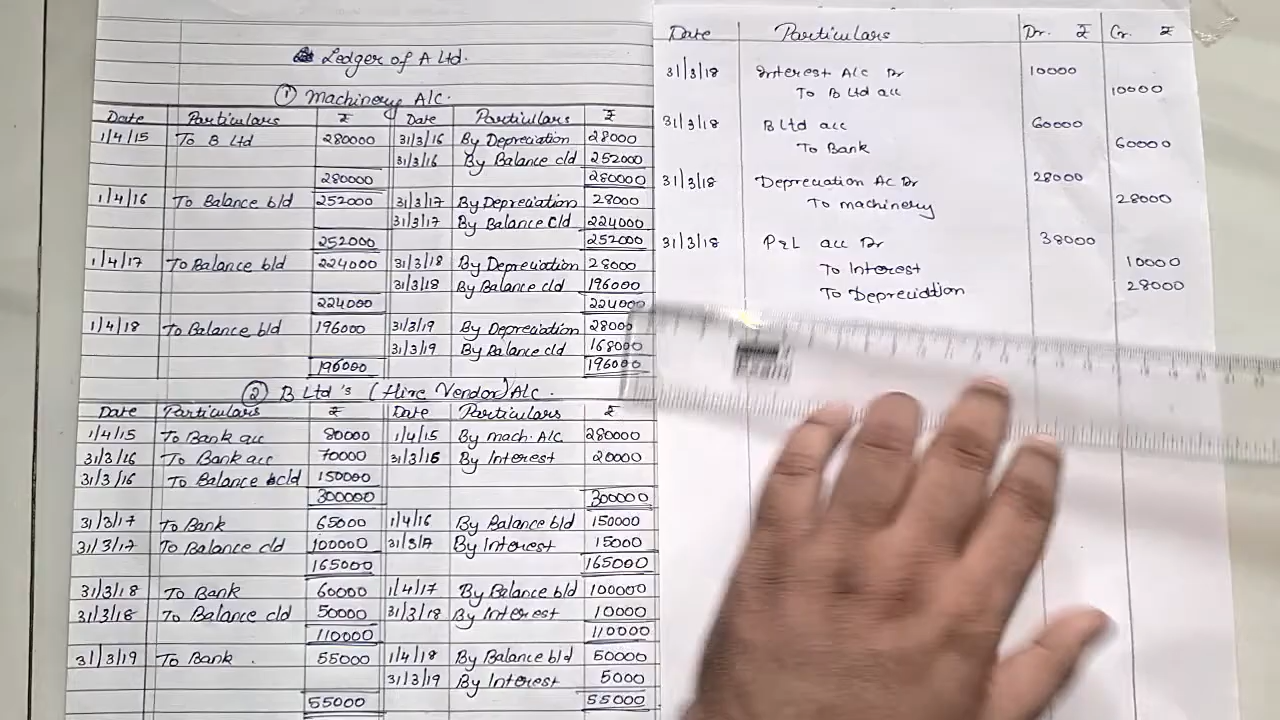 Ledger of A Ltd.
① Machinery A/c.
Date Particulars ₹ Date Particulars ₹
1/4/15 To B Ltd 280000 31/3/16 By Depreciation 28000
31/3/16 By Balance c/d 252000
280000 280000
1/4/16 To Balance b/d 252000 31/3/17 By Depreciation 28000
31/3/17 By Balance c/d 224000
252000 252000
1/4/17 To Balance b/d 224000 31/3/18 By Depreciation 28000
31/3/18 By Balance c/d 196000
224000 224000
1/4/18 To Balance b/d 196000 31/3/19 By Depreciation 28000
31/3/19 By Balance c/d 168000
196000 196000
② B Ltd's (Hire Vendor) A/c.
Date Particulars ₹ Date Particulars ₹
1/4/15 To Bank acc 80000 1/4/15 By mach. A/c 280000
31/3/16 To Bank acc 70000 31/3/16 By Interest 20000
31/3/16 To Balance c/d 150000
300000 300000
31/3/17 To Bank 65000 1/4/16 By Balance b/d 150000
31/3/17 To Balance c/d 100000 31/3/17 By Interest 15000
165000 165000
31/3/18 To Bank 60000 1/4/17 By Balance b/d 100000
31/3/18 To Balance c/d 50000 31/3/18 By Interest 10000
110000 110000
31/3/19 To Bank . 55000 1/4/18 By Balance b/d 50000
31/3/19 By Interest 5000
55000 55000
Date Particulars Dr. ₹ Cr. ₹
31/3/18 Interest A/c Dr 10000
To B Ltd acc 10000
31/3/18 B Ltd acc 60000
To Bank 60000
31/3/18 Depreciation Ac Dr 28000
To machinery 28000
31/3/18 P&L acc Dr 38000
To Interest 10000
To Depreciation 28000